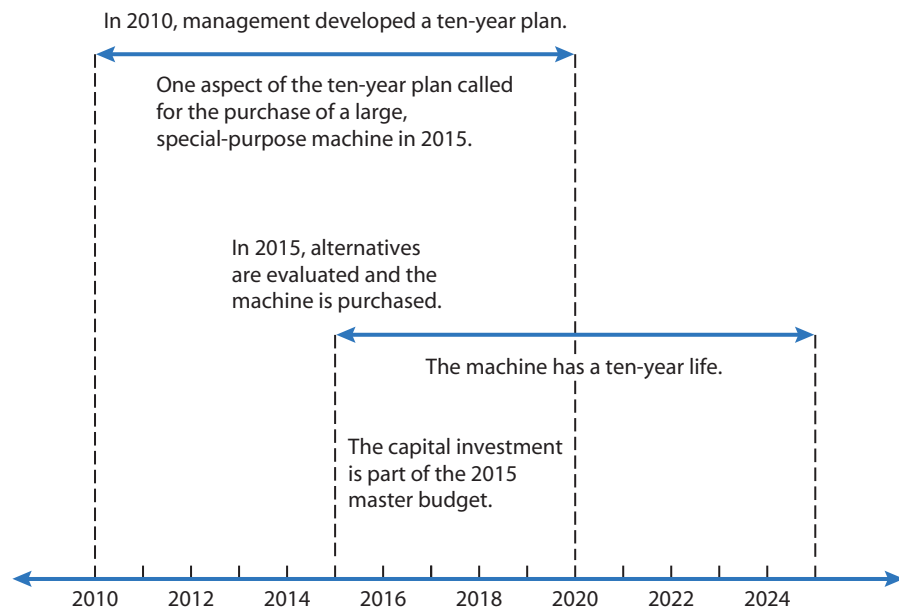 In 2010, management developed a ten-year plan.
One aspect of the ten-year plan called
for the purchase of a large,
special-purpose machine in 2015.
In 2015, alternatives
are evaluated and the
machine is purchased.
The machine has a ten-year life.
The capital investment
is part of the 2015
master budget.
2010 2012 2014 2016 2018 2020 2022 2024